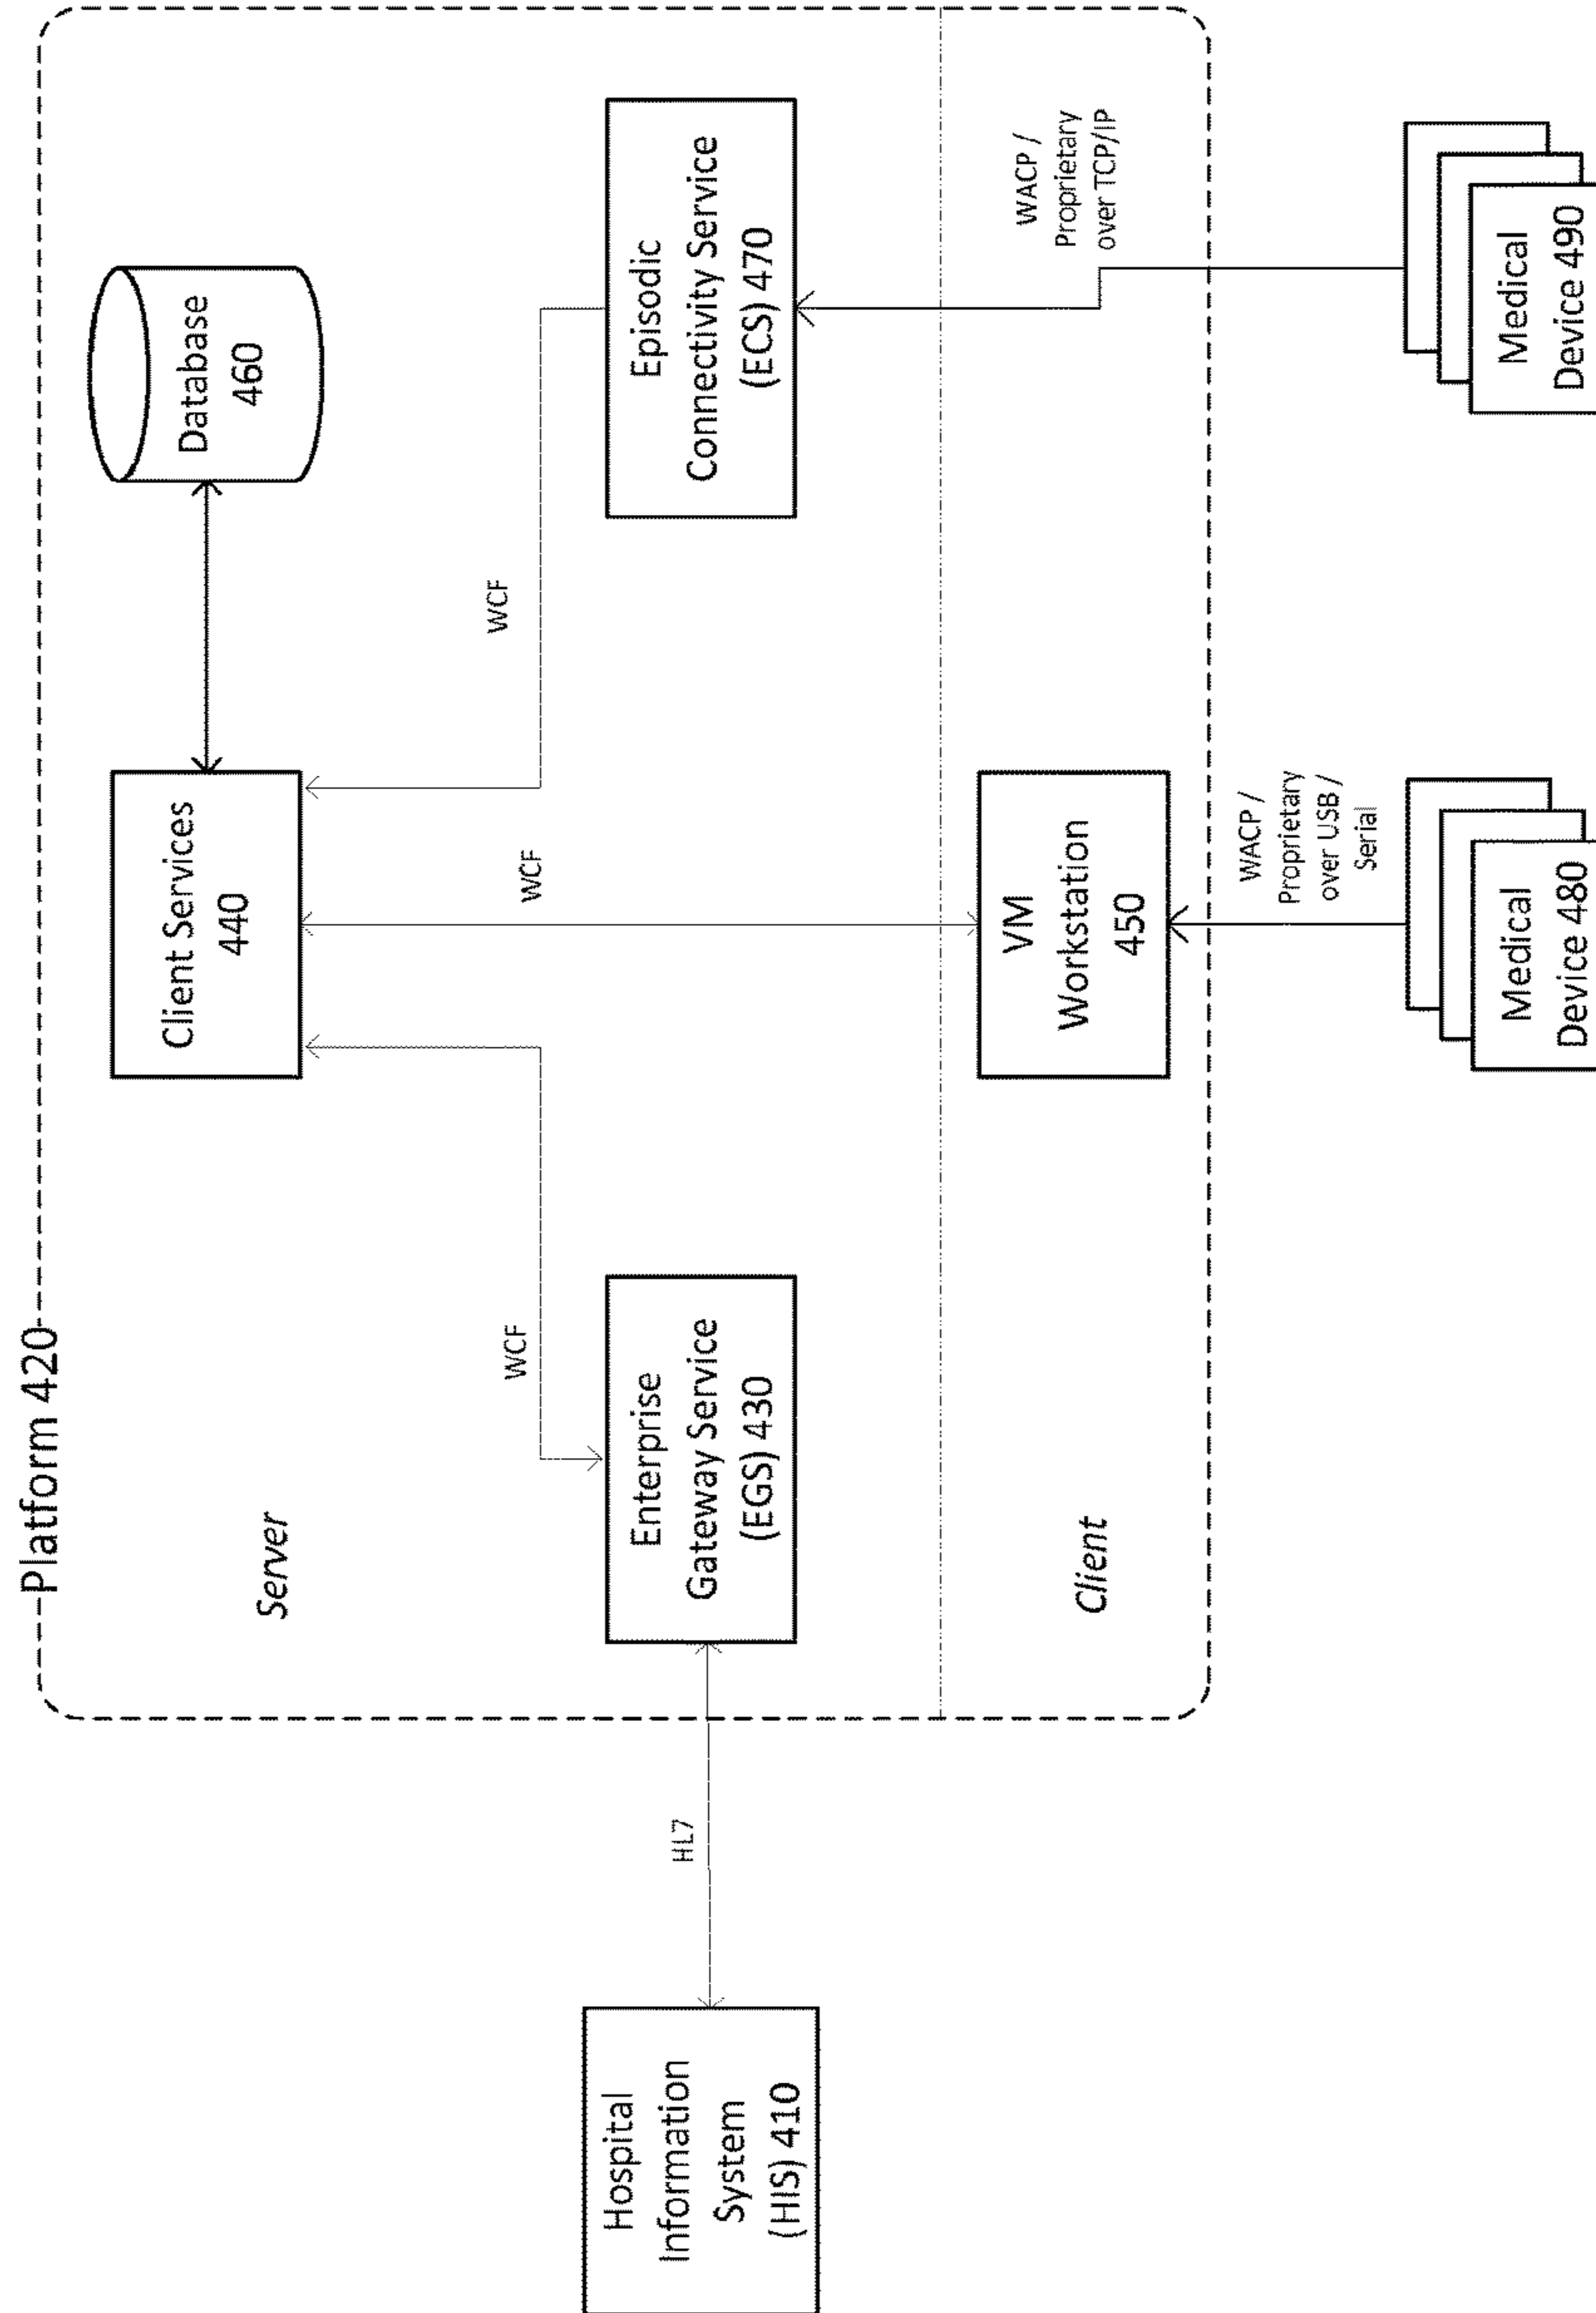 Platform 420
Server
Client Services
440
Database
460
WCF
WCF
WCF
HL7
Hospital
Information
System
(HIS) 410
Enterprise
Gateway Service
(EGS) 430
Episodic
Connectivity Service
(ECS) 470
Client
VM
Workstation
450
WACP /
Proprietary
over TCP/IP
WACP /
Proprietary
over USB /
Serial
Medical
Device 480
Medical
Device 490